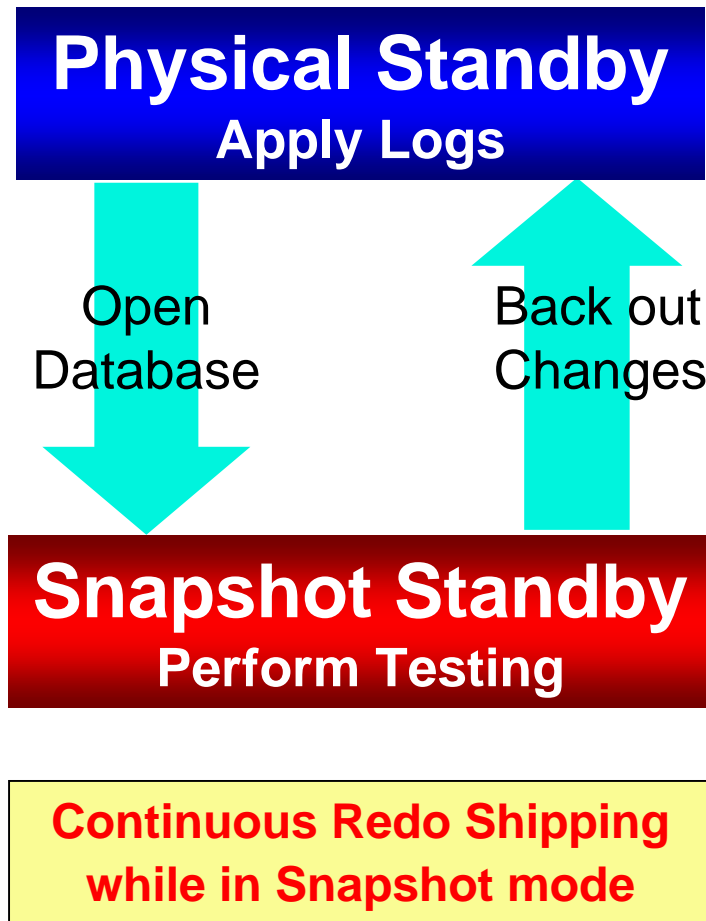 Physical Standby
Apply Logs
Open
Database
Back out
Changes
Snapshot Standby
Perform Testing
Continuous Redo Shipping
while in Snapshot mode